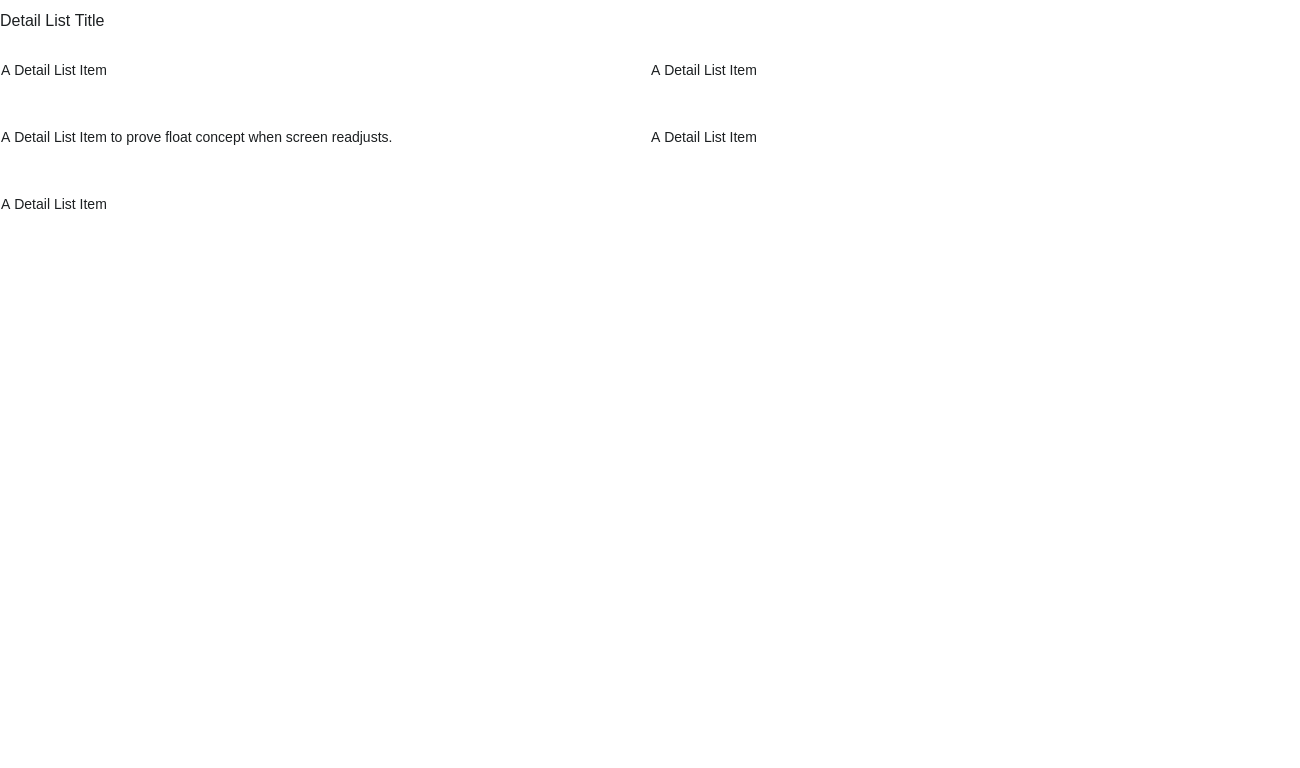 Detail List Title
A Detail List Item
A Detail List Item
A Detail List Item to prove float concept when screen readjusts.
A Detail List Item
A Detail List Item